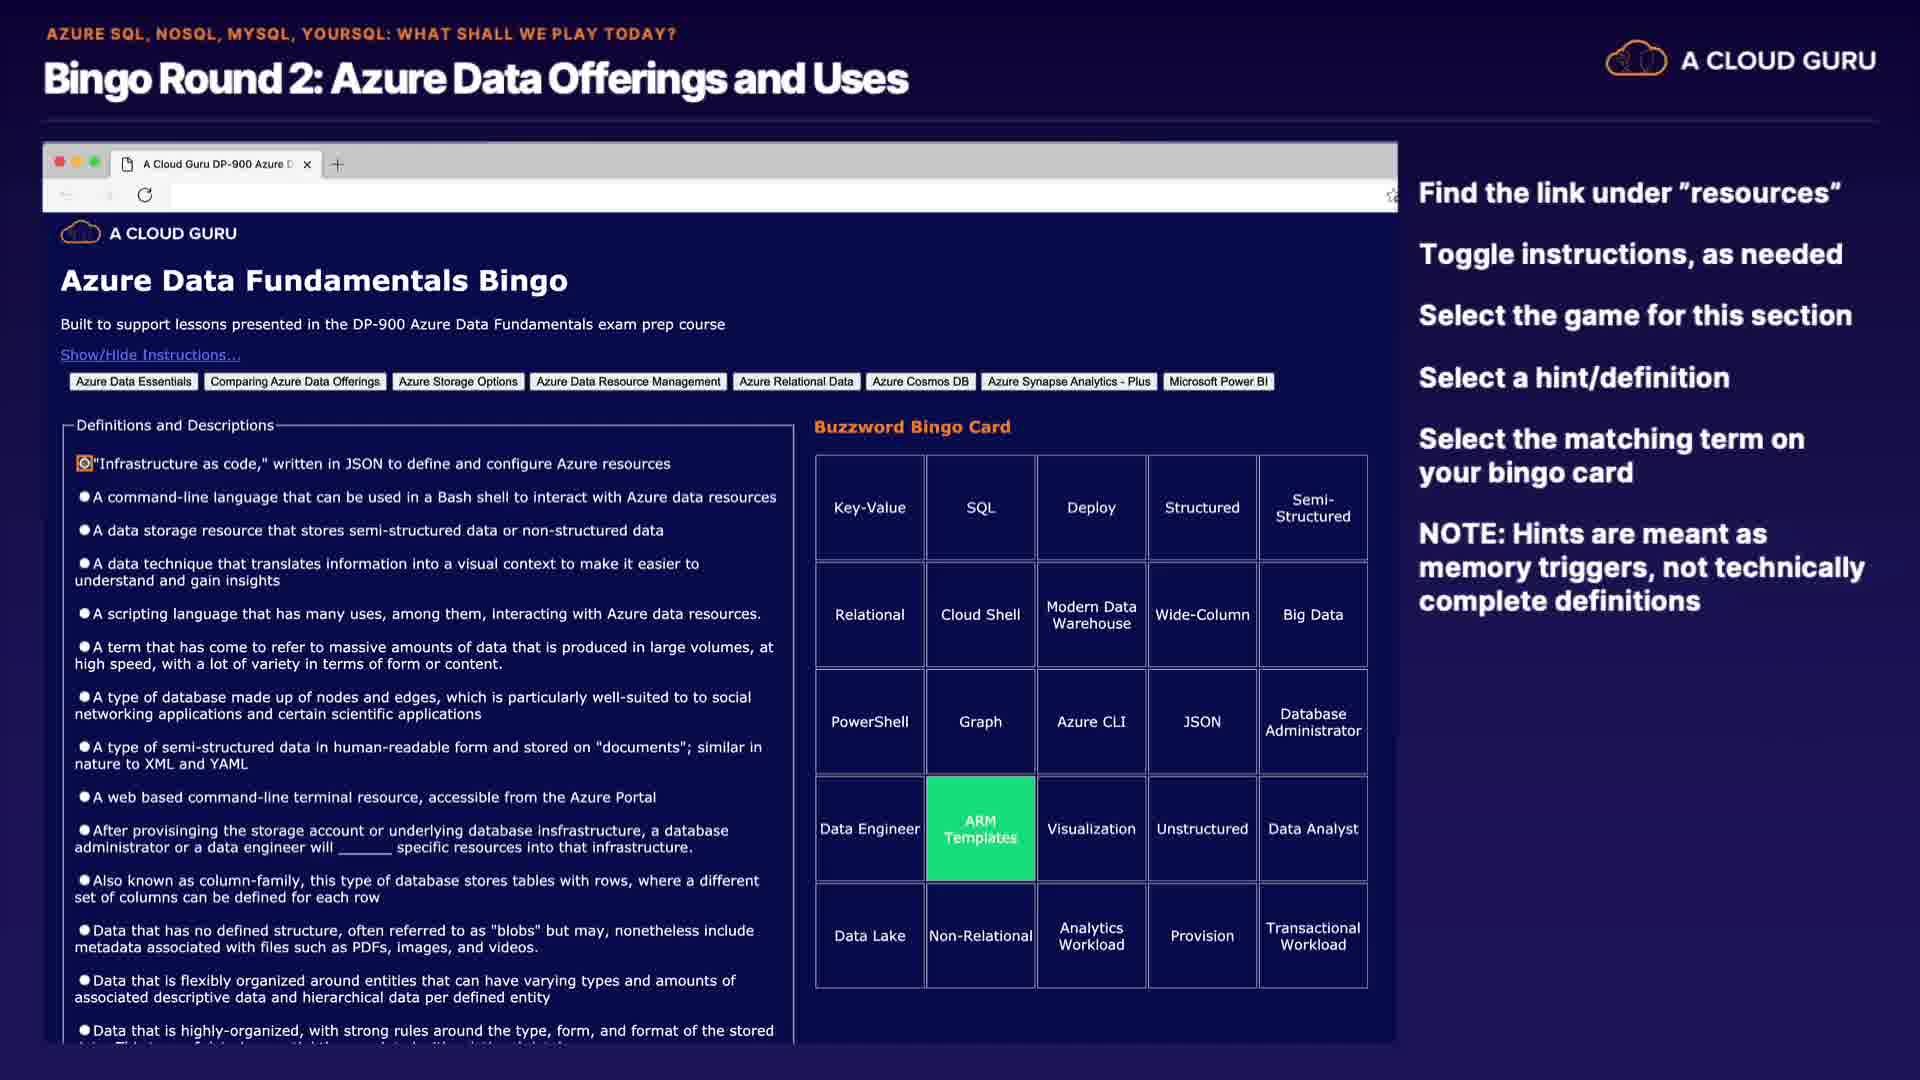 AZURE SQL, NOSQL, MYSQL, YOURSQL: WHAT SHALL WE PLAY TODAY?
Bingo Round 2: Azure Data Offerings and Uses
A CLOUD GURU
A Cloud Guru DP-900 Azure D
A CLOUD GURU
Azure Data Fundamentals Bingo
Built to support lessons presented in the DP-900 Azure Data Fundamentals exam prep course
Show/Hide Instructions...
Azure Data Essentials
Comparing Azure Data Offerings
Azure Storage Options
Azure Data Resource Management
Azure Relational Data
Azure Cosmos DB
Azure Synapse Analytics - Plus
Microsoft Power BI
Definitions and Descriptions
"Infrastructure as code," written in JSON to define and configure Azure resources
A command-line language that can be used in a Bash shell to interact with Azure data resources
A data storage resource that stores semi-structured data or non-structured data
A data technique that translates information into a visual context to make it easier to
understand and gain insights
A scripting language that has many uses, among them, interacting with Azure data resources.
A term that has come to refer to massive amounts of data that is produced in large volumes, at
high speed, with a lot of variety in terms of form or content.
A type of database made up of nodes and edges, which is particularly well-suited to to social
networking applications and certain scientific applications
A type of semi-structured data in human-readable form and stored on "documents"; similar in
nature to XML and YAML
A web based command-line terminal resource, accessible from the Azure Portal
After provisinging the storage account or underlying database insfrastructure, a database
administrator or a data engineer will ______ specific resources into that infrastructure.
Also known as column-family, this type of database stores tables with rows, where a different
set of columns can be defined for each row
Data that has no defined structure, often referred to as "blobs" but may, nonetheless include
metadata associated with files such as PDFs, images, and videos.
Data that is flexibly organized around entities that can have varying types and amounts of
associated descriptive data and hierarchical data per defined entity
Data that is highly-organized, with strong rules around the type, form, and format of the stored
Buzzword Bingo Card
Key-Value
SQL
Deploy
Structured
Semi-
Structured
Relational
Cloud Shell
Modern Data
Warehouse
Wide-Column
Big Data
PowerShell
Graph
Azure CLI
JSON
Database
Administrator
Data Engineer
ARM
Templates
Visualization
Unstructured
Data Analyst
Data Lake
Non-Relational
Analytics
Workload
Provision
Transactional
Workload
Find the link under "resources"
Toggle instructions, as needed
Select the game for this section
Select a hint/definition
Select the matching term on
your bingo card
NOTE: Hints are meant as
memory triggers, not technically
complete definitions